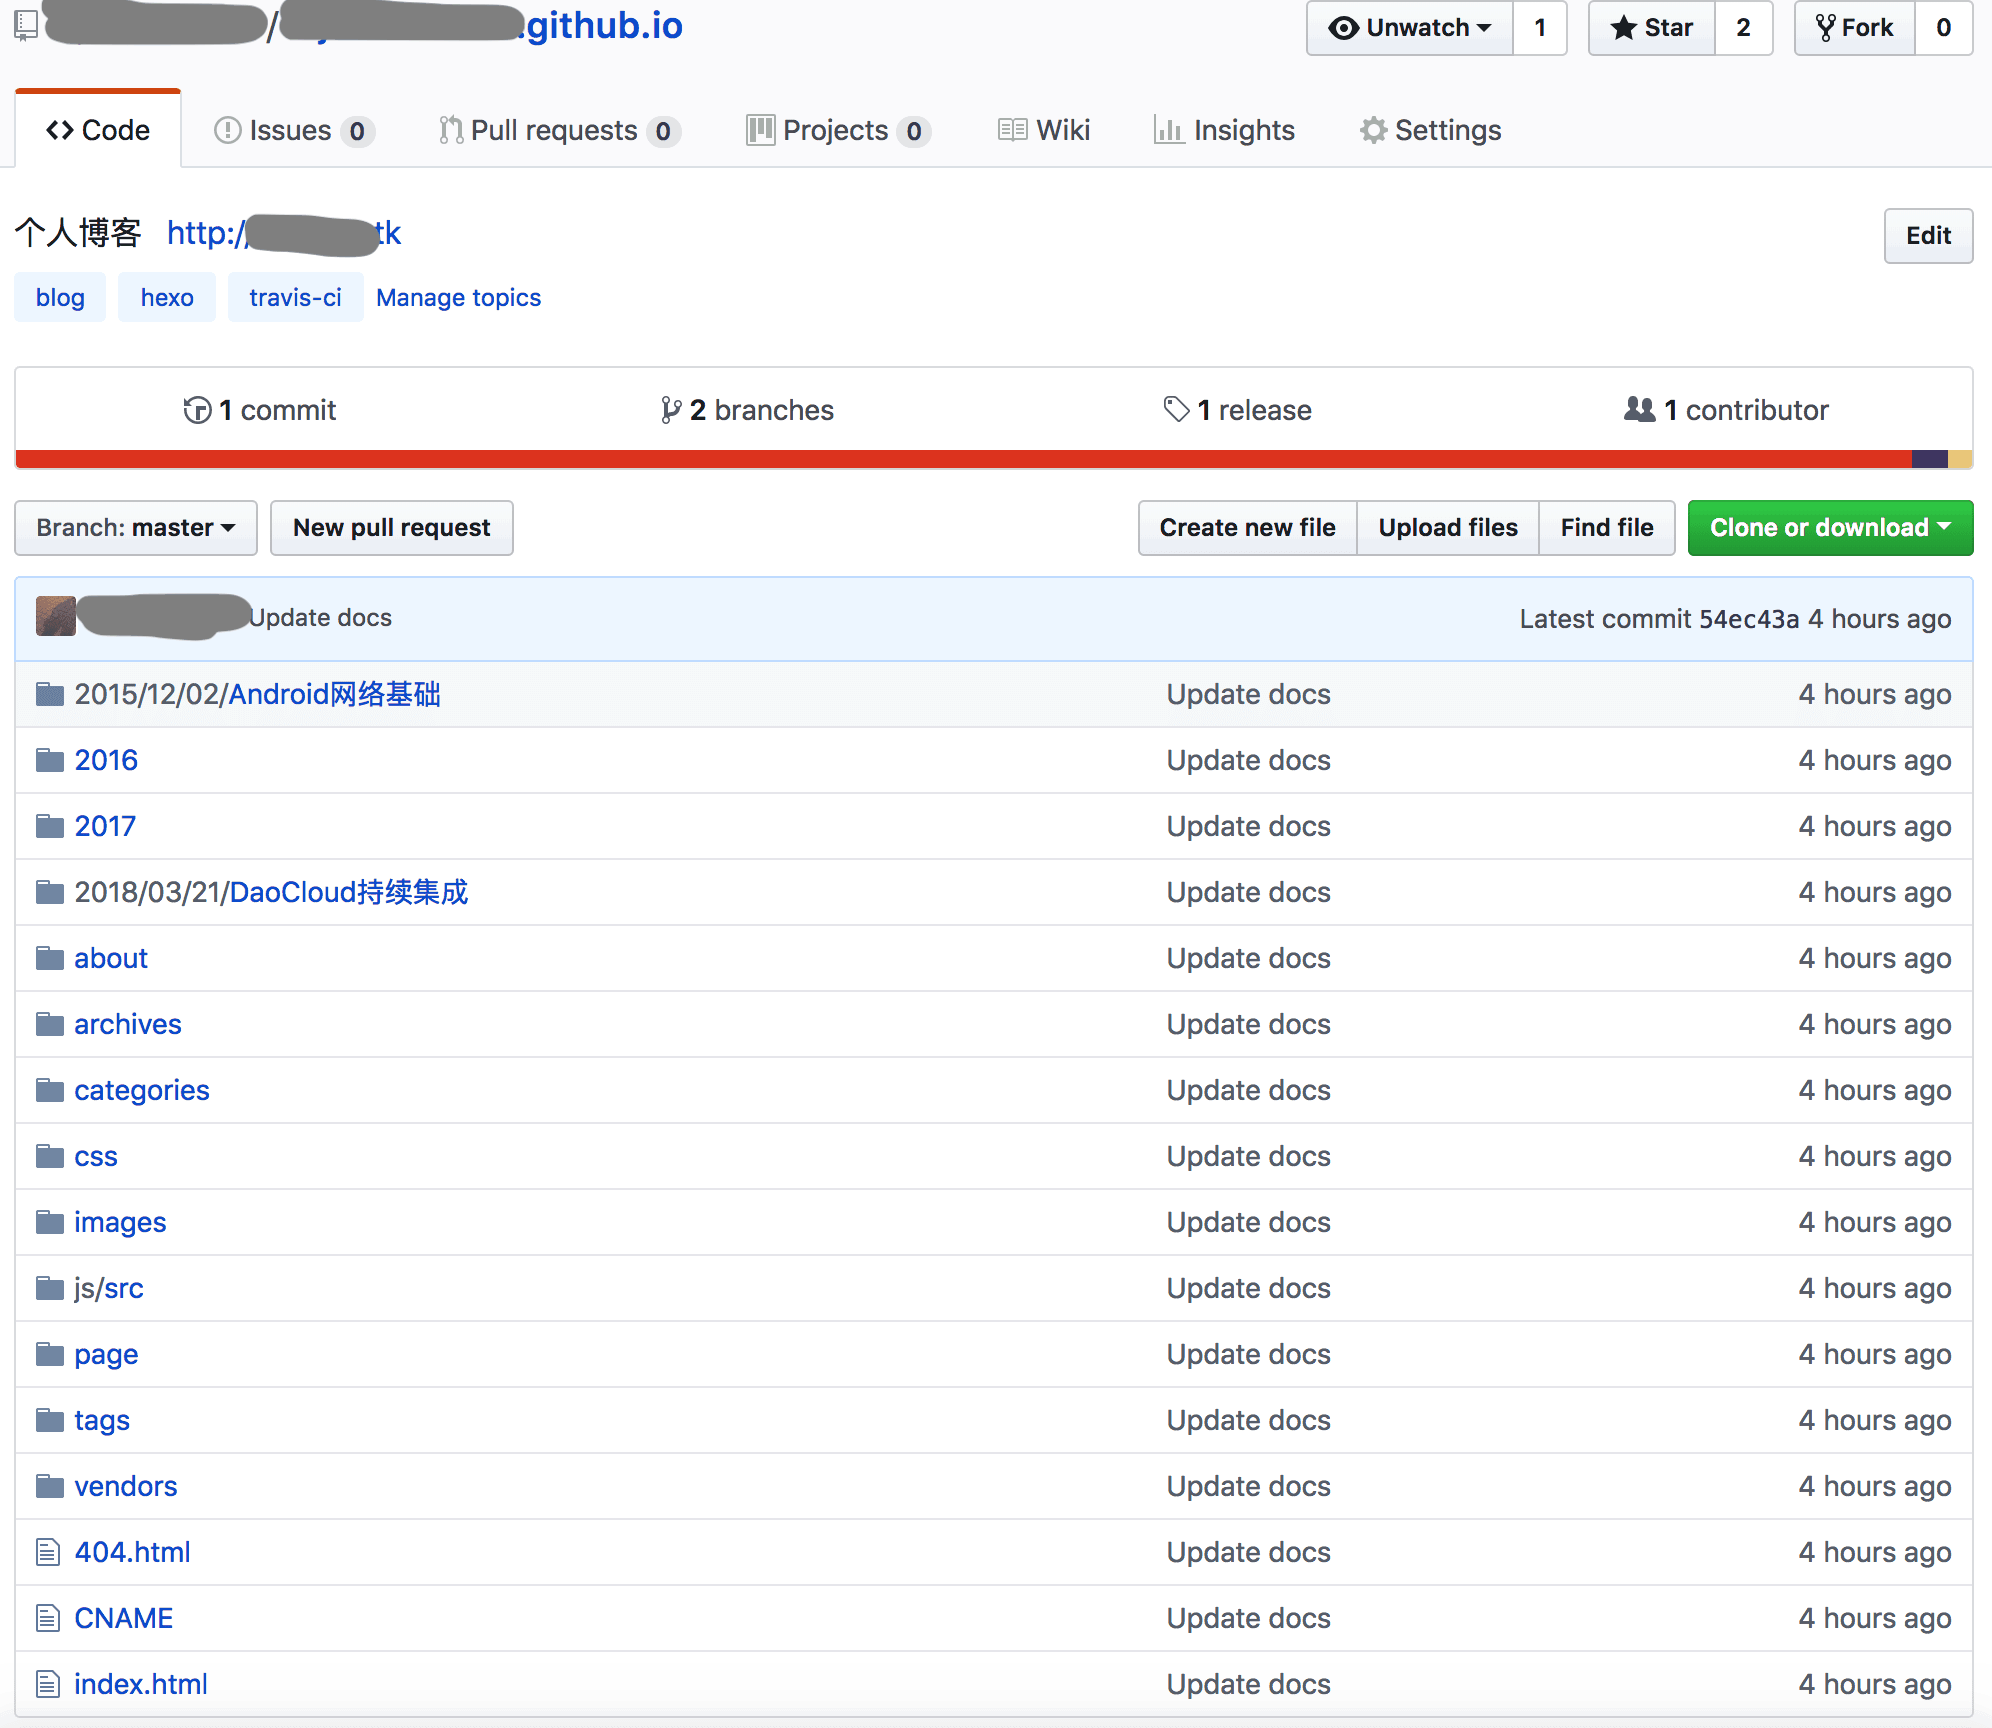 / .github.io Unwatch 1 Star 2 Fork 0
Code Issues 0 Pull requests 0 Projects 0 Wiki Insights Settings
个人博客 http:/ tk Edit
blog hexo travis-ci Manage topics
1 commit 2 branches 1 release 1 contributor
Branch: master New pull request Create new file Upload files Find file Clone or download
Update docs Latest commit 54ec43a 4 hours ago
2015/12/02/Android网络基础 Update docs 4 hours ago
2016 Update docs 4 hours ago
2017 Update docs 4 hours ago
2018/03/21/DaoCloud持续集成 Update docs 4 hours ago
about Update docs 4 hours ago
archives Update docs 4 hours ago
categories Update docs 4 hours ago
css Update docs 4 hours ago
images Update docs 4 hours ago
js/src Update docs 4 hours ago
page Update docs 4 hours ago
tags Update docs 4 hours ago
vendors Update docs 4 hours ago
404.html Update docs 4 hours ago
CNAME Update docs 4 hours ago
index.html Update docs 4 hours ago